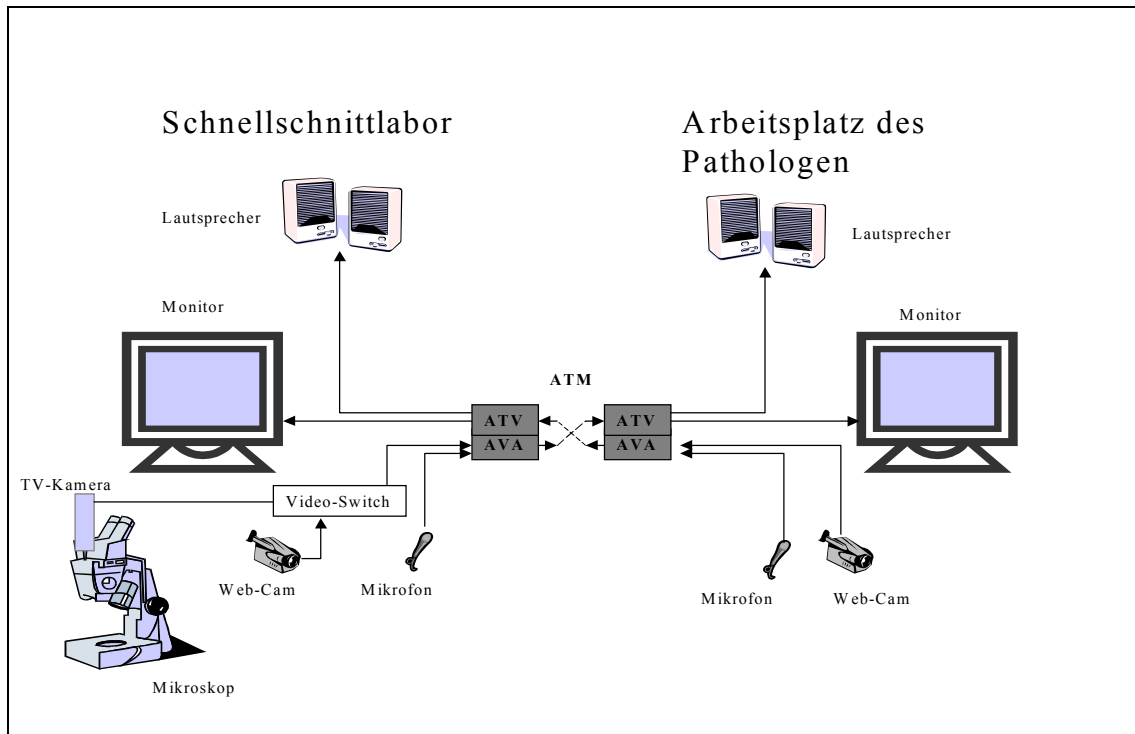 Schnellschnittlabor
Arbeitsplatz des
Pathologen
Lautsprecher
Lautsprecher
Monitor
Monitor
ATM
ATV
ATV
AVA
AVA
TV-Kamera
Video-Switch
Web-Cam
Mikrofon
Mikrofon
Web-Cam
Mikroskop